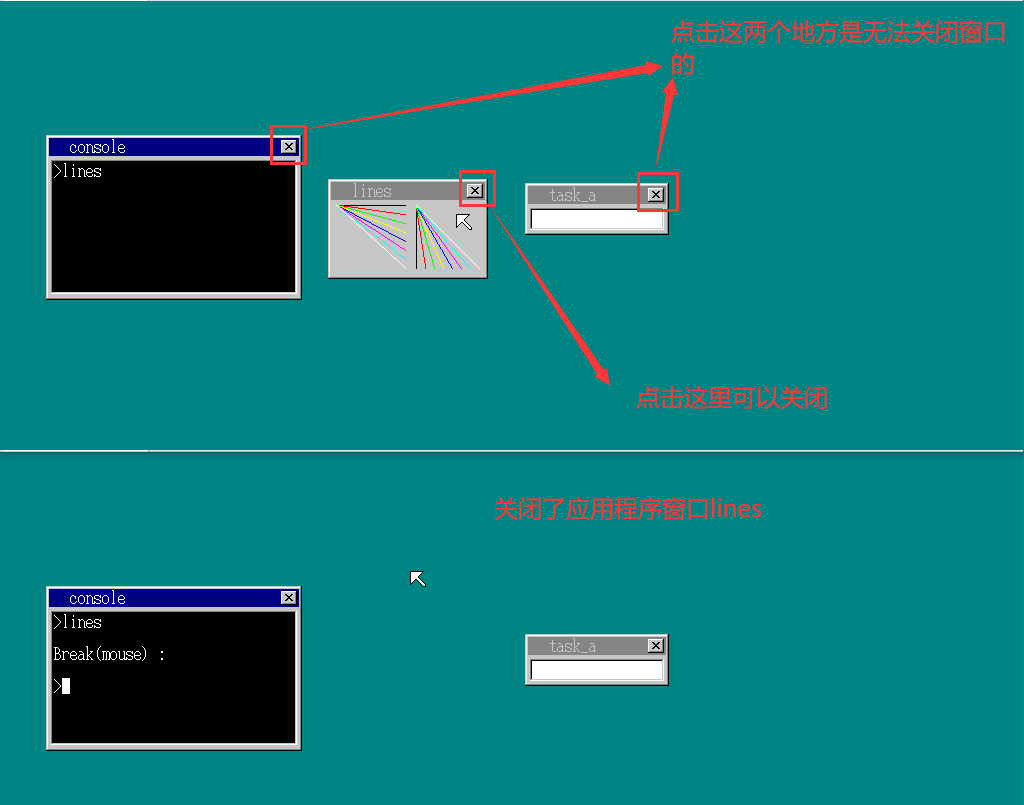 点击这两个地方是无法关闭窗口
的
console
>lines
lines
task_a
点击这里可以关闭
关闭了应用程序窗口lines
console
>lines
Break(mouse) :
>
task_a